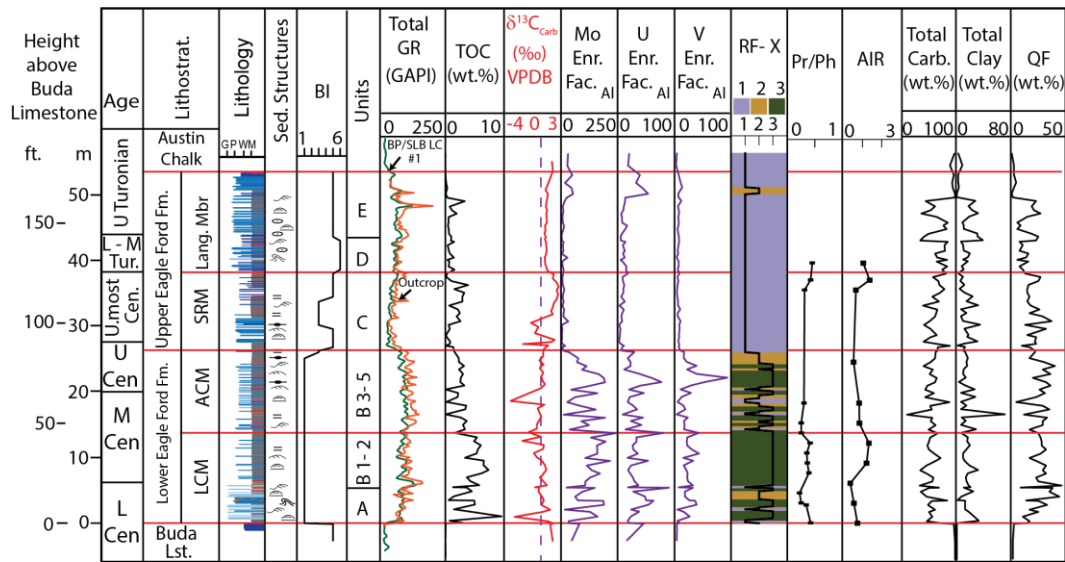 Height
above
Buda
Limestone
ft. m
50
150
40
100
30
20
50
10
0 0
Age
U Turonian
L - M
Tur.
U.most
Cen.
U
Cen
M
Cen
L
Cen
Lithostrat.
Austin
Chalk
Upper Eagle Ford Fm.
Lang. Mbr
SRM
Lower Eagle Ford Fm.
ACM
LCM
Buda
Lst.
Lithology
GPWM
Sed. Structures
BI
1 6
Units
E
D
C
B 3- 5
B 1- 2
A
Total
GR
(GAPI)
0 250
BP/SLB LC
#1
Outcrop
TOC
(wt.%)
0 10
δ¹³C Carb
(‰)
VPDB
-4 0 3
Mo
Enr.
Fac. Al
0 250
U
Enr.
Fac. Al
0 100
V
Enr.
Fac. Al
0 100
RF- X
1 2 3
1 2 3
Pr/Ph
0 1
AIR
0 3
Total
Carb.
(wt.%)
0 100
Total
Clay
(wt.%)
0 80
QF
(wt.%)
0 50